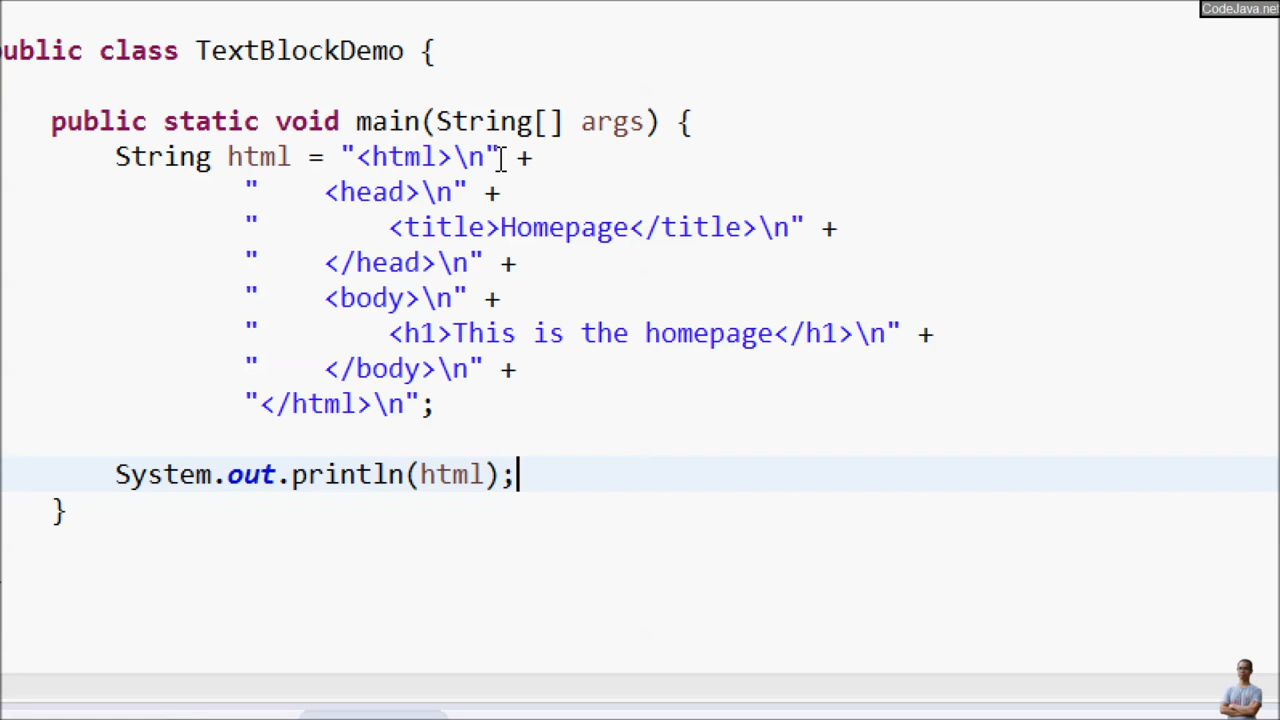 CodeJava.net
public class TextBlockDemo {
    public static void main(String[] args) {
        String html = "<html>\n" +
                "    <head>\n" +
                "        <title>Homepage</title>\n" +
                "    </head>\n" +
                "    <body>\n" +
                "        <h1>This is the homepage</h1>\n" +
                "    </body>\n" +
                "</html>\n";
        System.out.println(html);
    }